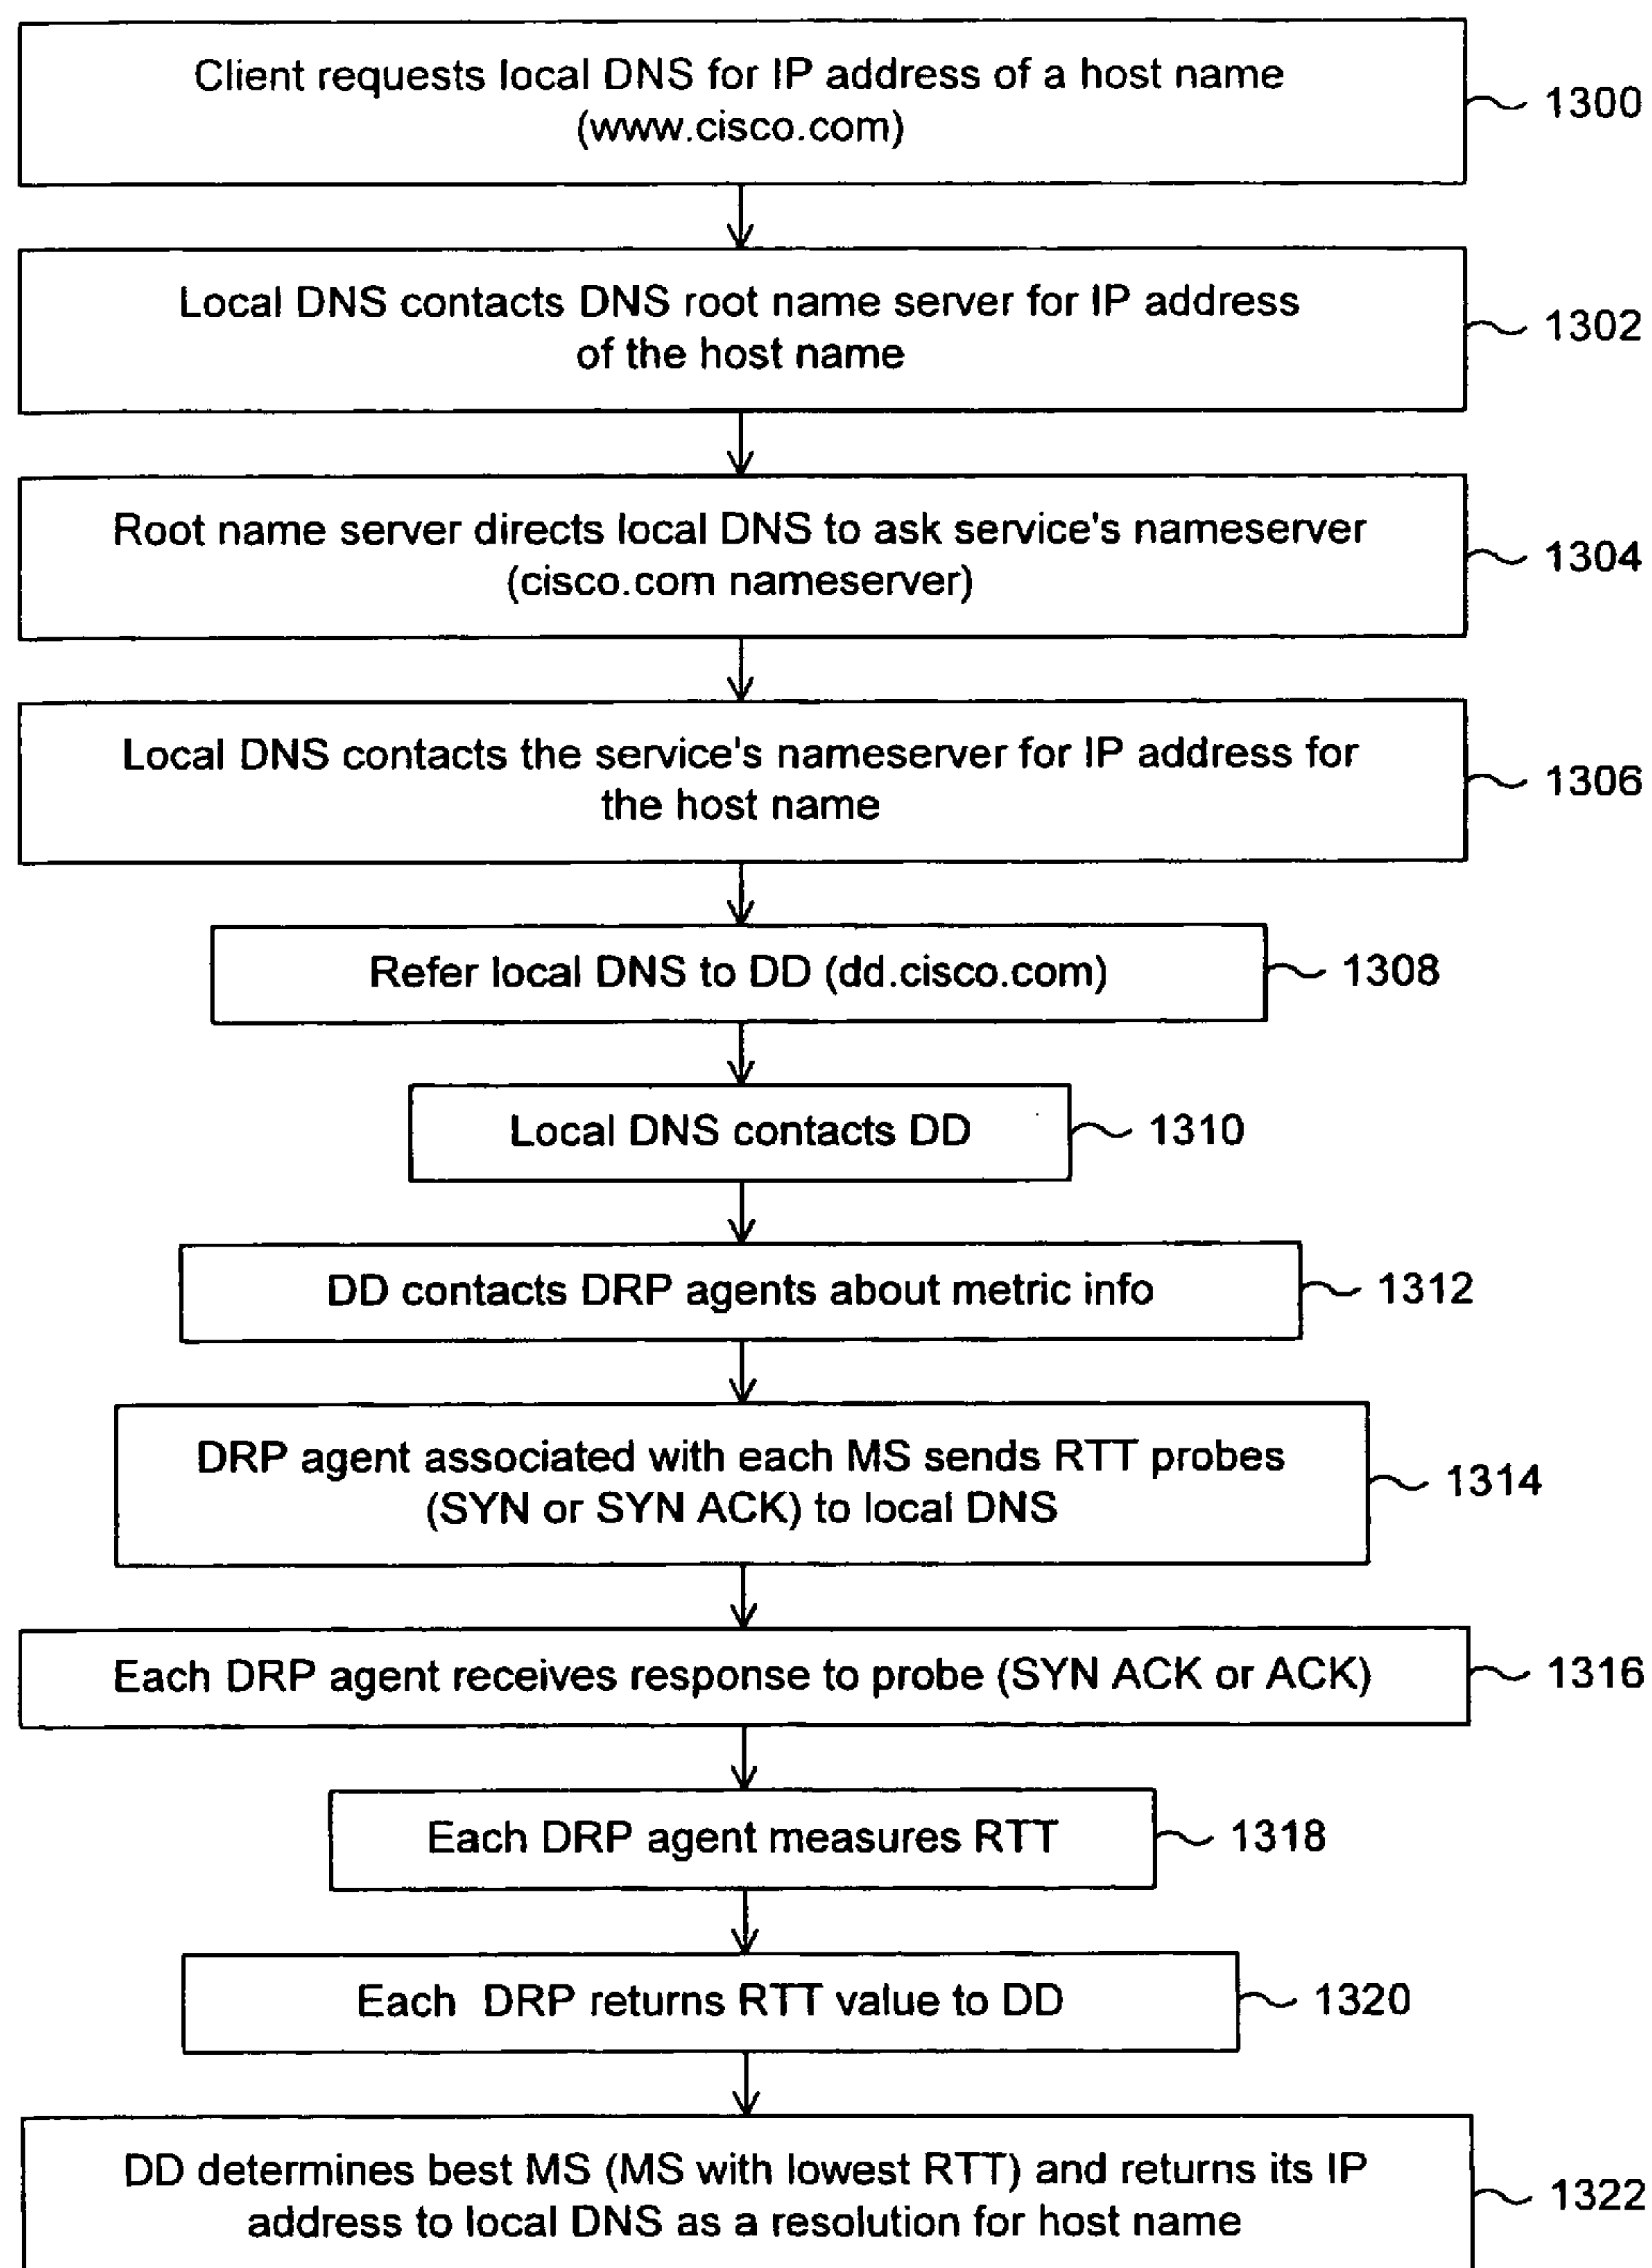 Client requests local DNS for IP address of a host name
(www.cisco.com)
1300
Local DNS contacts DNS root name server for IP address
of the host name
1302
Root name server directs local DNS to ask service's nameserver
(cisco.com nameserver)
1304
Local DNS contacts the service's nameserver for IP address for
the host name
1306
Refer local DNS to DD (dd.cisco.com)
1308
Local DNS contacts DD
1310
DD contacts DRP agents about metric info
1312
DRP agent associated with each MS sends RTT probes
(SYN or SYN ACK) to local DNS
1314
Each DRP agent receives response to probe (SYN ACK or ACK)
1316
Each DRP agent measures RTT
1318
Each DRP returns RTT value to DD
1320
DD determines best MS (MS with lowest RTT) and returns its IP
address to local DNS as a resolution for host name
1322